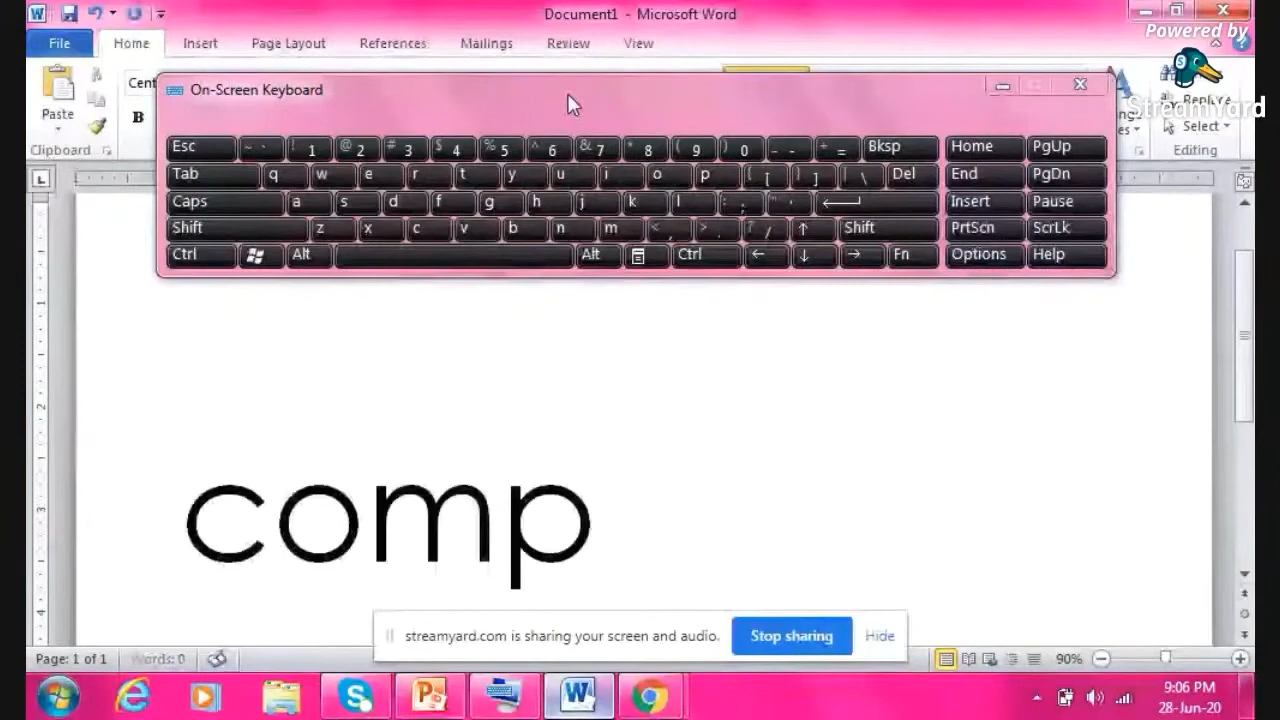 Document1 - Microsoft Word
Powered by
StreamYard
File Home Insert Page Layout References Mailings Review View
Paste
Cent
B
Replace
Select
Clipboard
Editing
On-Screen Keyboard
Esc ~ ` ! 1 @ 2 # 3 $ 4 % 5 ^ 6 & 7 * 8 ( 9 ) 0 _ - + = Bksp Home PgUp
Tab q w e r t y u i o p { [ } ] | \ Del End PgDn
Caps a s d f g h j k l : ; " ' Insert Pause
Shift z x c v b n m < , > . ? / ↑ Shift PrtScn ScrLk
Ctrl Alt Alt Ctrl ← ↓ → Fn Options Help
comp
streamyard.com is sharing your screen and audio. Stop sharing Hide
Page: 1 of 1 Words: 0 90%
9:06 PM
28-Jun-20